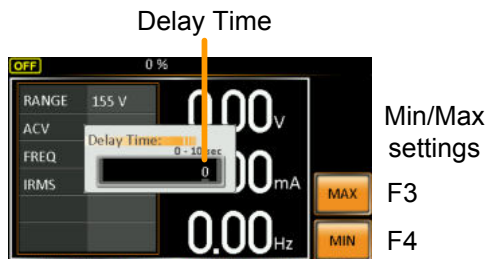 Delay Time
OFF 0 %
RANGE 155 V
ACV
FREQ
IRMS
Delay Time:
0 - 10 sec
0
0.00V
00mA
0.00Hz
Min/Max
settings
MAX F3
MIN F4